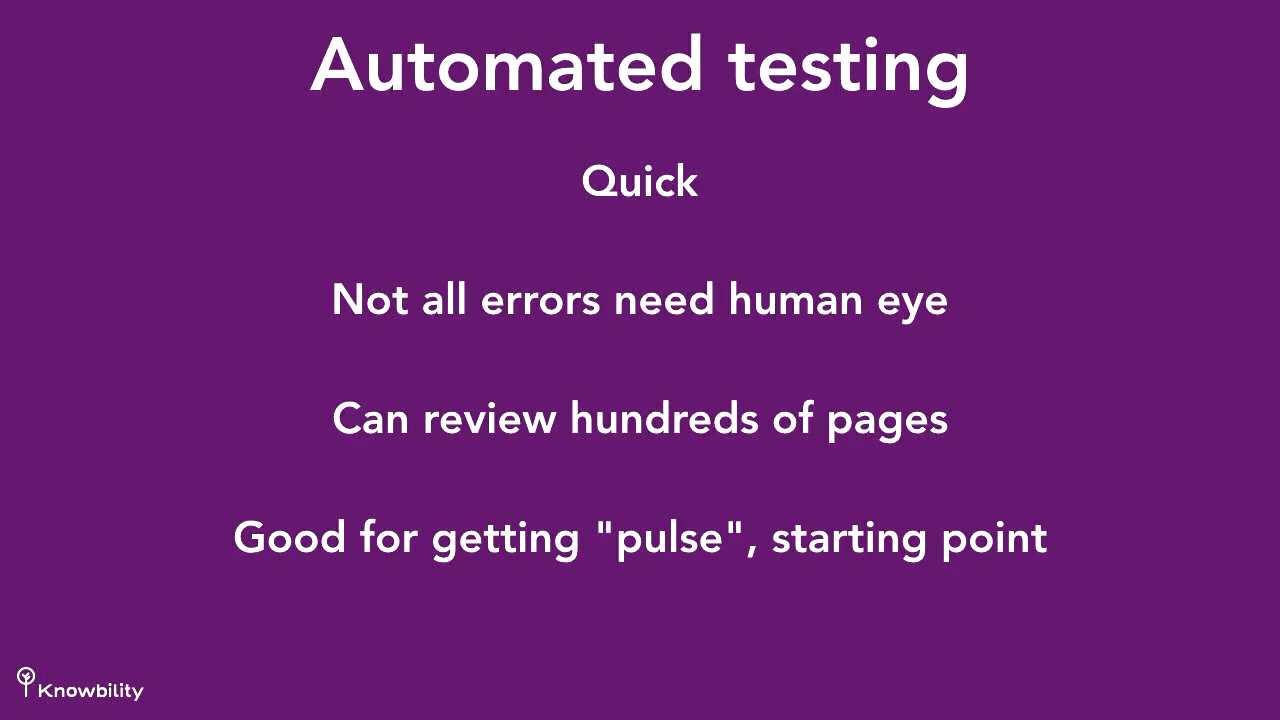 Automated testing
Quick
Not all errors need human eye
Can review hundreds of pages
Good for getting "pulse", starting point
Knowbility